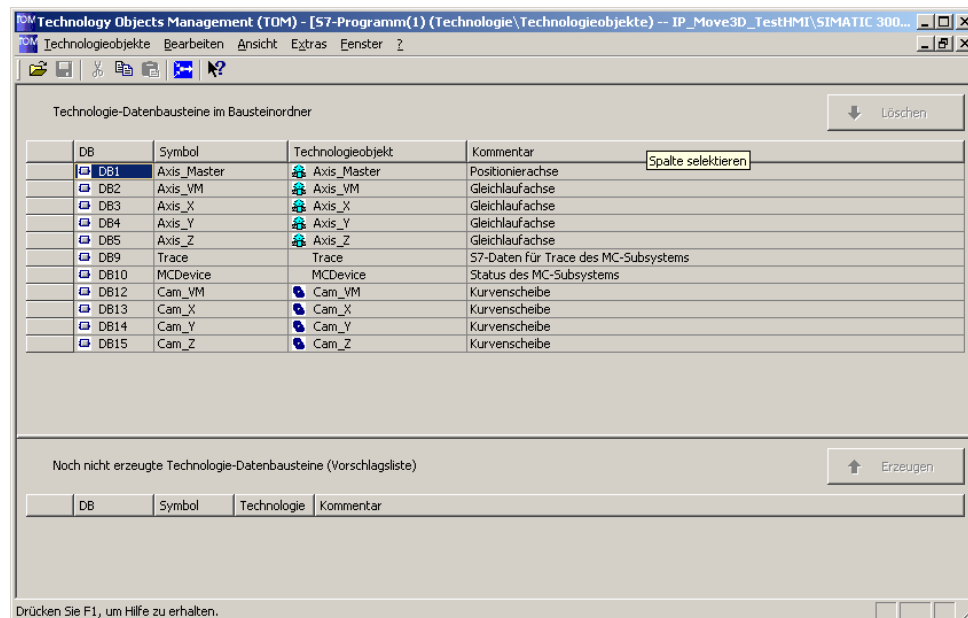 TOM Technology Objects Management (TOM) - [S7-Programm(1) (Technologie\Technologieobjekte) -- IP_Move3D_TestHMI\SIMATIC 300...
TOM Technologieobjekte Bearbeiten Ansicht Extras Fenster ?
Technologie-Datenbausteine im Bausteinordner
Löschen
DB Symbol Technologieobjekt Kommentar
Spalte selektieren
DB1 Axis_Master Axis_Master Positionierachse
DB2 Axis_VM Axis_VM Gleichlaufachse
DB3 Axis_X Axis_X Gleichlaufachse
DB4 Axis_Y Axis_Y Gleichlaufachse
DB5 Axis_Z Axis_Z Gleichlaufachse
DB9 Trace Trace S7-Daten für Trace des MC-Subsystems
DB10 MCDevice MCDevice Status des MC-Subsystems
DB12 Cam_VM Cam_VM Kurvenscheibe
DB13 Cam_X Cam_X Kurvenscheibe
DB14 Cam_Y Cam_Y Kurvenscheibe
DB15 Cam_Z Cam_Z Kurvenscheibe
Noch nicht erzeugte Technologie-Datenbausteine (Vorschlagsliste)
Erzeugen
DB Symbol Technologie Kommentar
Drücken Sie F1, um Hilfe zu erhalten.